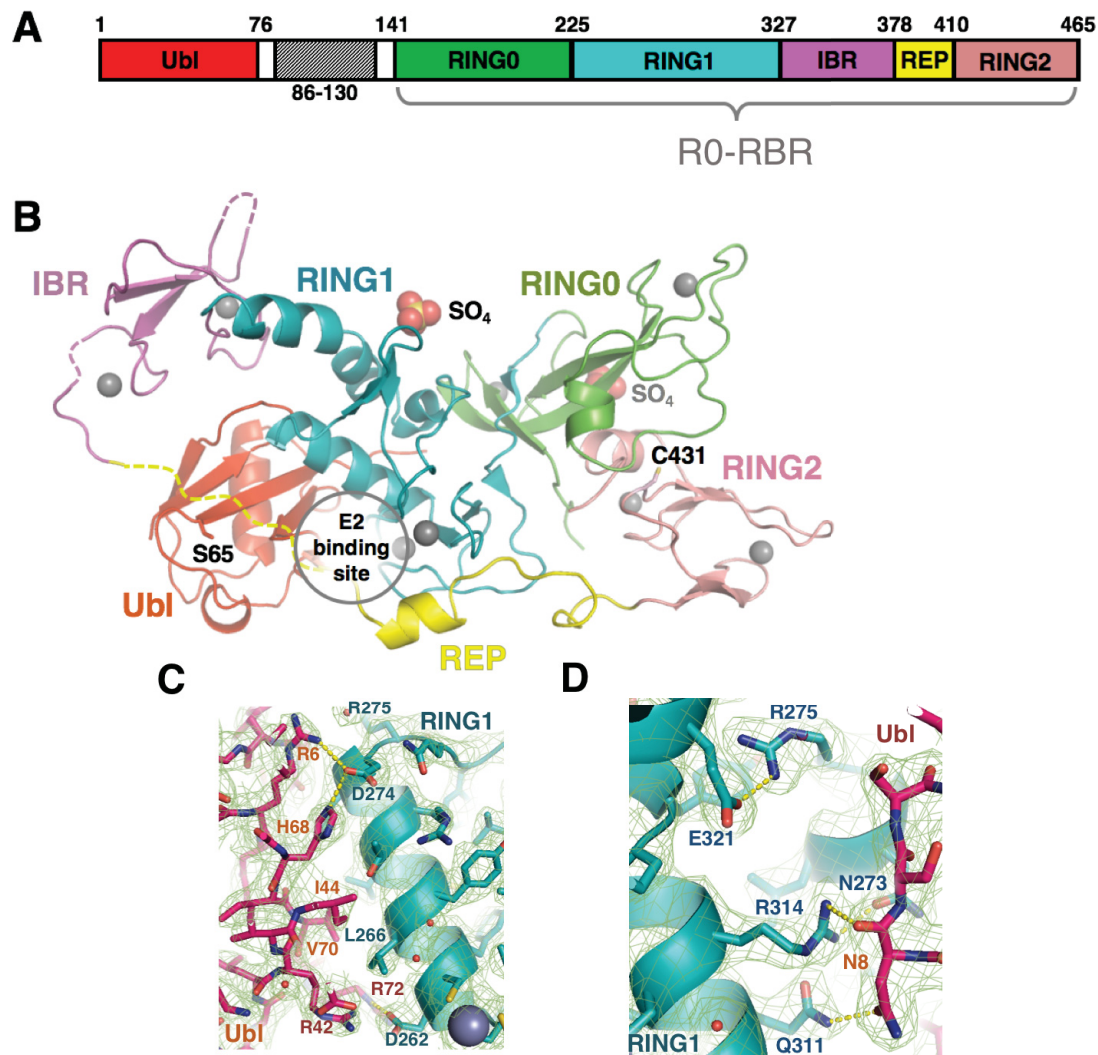 A
1 76 141 225 327 378 410 465
Ubl RING0 RING1 IBR REP RING2
86-130
R0-RBR
B
IBR RING1 SO4 RING0
SO4
C431
RING2
E2
binding
site
S65
Ubl
REP
C
R275
RING1
R6
D274
H68
I44
L266
V70
R72
Ubl R42 D262
D
R275
Ubl
E321
N273
R314
N8
RING1 Q311